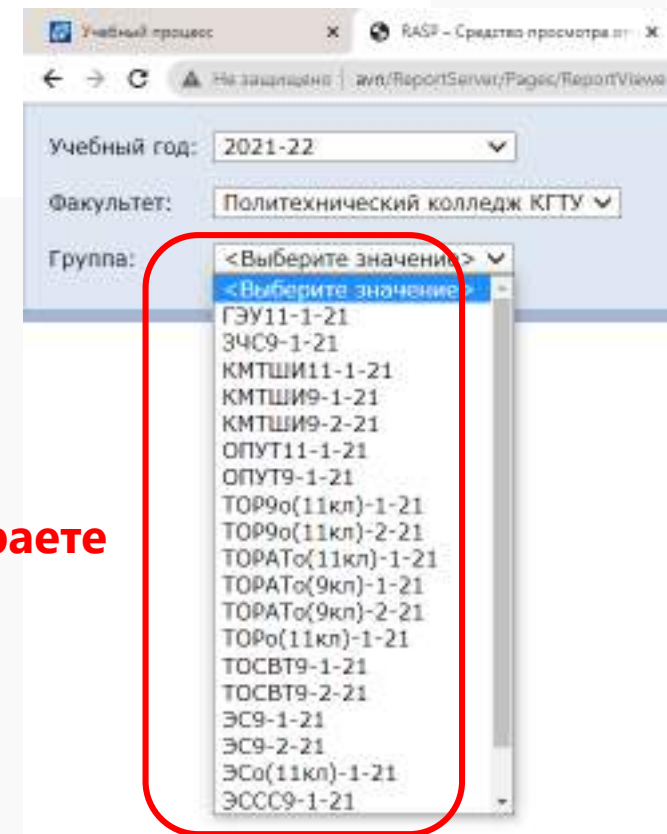 Учебный процесс
RASP – Средство просмотра от
Не защищено | avn/ReportServer/Pages/ReportViewe
Учебный год: 2021-22
Факультет: Политехнический колледж КГТУ
Группа: <Выберите значение>
<Выберите значение>
ГЭУ11-1-21
ЗЧС9-1-21
КМТШИ11-1-21
КМТШИ9-1-21
КМТШИ9-2-21
ОПУТ11-1-21
ОПУТ9-1-21
ТОР9о(11кл)-1-21
ТОР9о(11кл)-2-21
раете
ТОРАТо(11кл)-1-21
ТОРАТо(9кл)-1-21
ТОРАТо(9кл)-2-21
ТОРо(11кл)-1-21
ТОСВТ9-1-21
ТОСВТ9-2-21
ЭС9-1-21
ЭС9-2-21
ЭСо(11кл)-1-21
ЭССС9-1-21